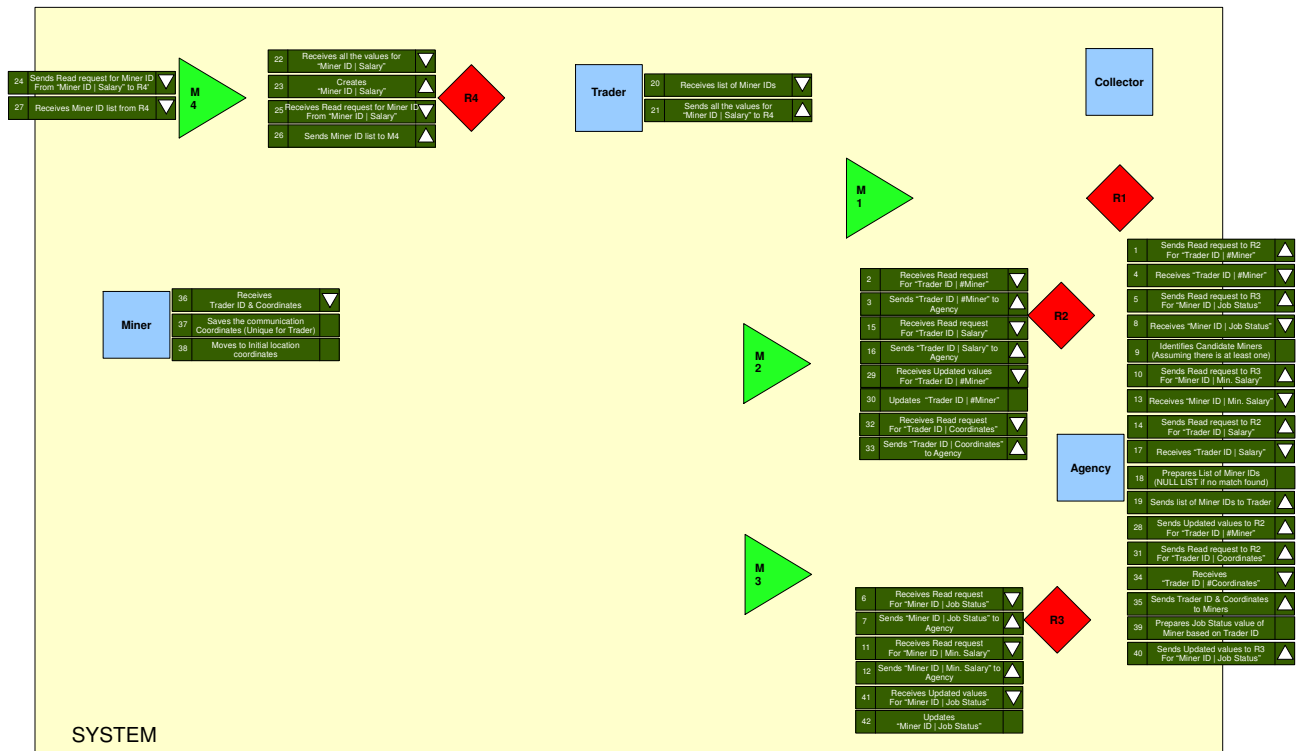 24
Sends Read request for Miner ID
From “Miner ID | Salary” to R4'
27
Receives Miner ID list from R4
M
4
22
Receives all the values for
“Miner ID | Salary”
23
Creates
“Miner ID | Salary”
25
Receives Read request for Miner ID
From “Miner ID | Salary”
26
Sends Miner ID list to M4
R4
Trader
20
Receives list of Miner IDs
21
Sends all the values for
“Miner ID | Salary” to R4
Collector
M
1
R1
Miner
36
Receives
Trader ID & Coordinates
37
Saves the communication
Coordinates (Unique for Trader)
38
Moves to Initial location
coordinates
M
2
2
Receives Read request
For “Trader ID | #Miner”
3
Sends “Trader ID | #Miner” to
Agency
15
Receives Read request
For “Trader ID | Salary”
16
Sends “Trader ID | Salary” to
Agency
29
Receives Updated values
For “Trader ID | #Miner”
30
Updates “Trader ID | #Miner”
32
Receives Read request
For “Trader ID | Coordinates”
33
Sends “Trader ID | Coordinates”
to Agency
R2
Agency
1
Sends Read request to R2
For “Trader ID | #Miner”
4
Receives “Trader ID | #Miner”
5
Sends Read request to R3
For “Miner ID | Job Status”
8
Receives “Miner ID | Job Status”
9
Identifies Candidate Miners
(Assuming there is at least one)
10
Sends Read request to R3
For “Miner ID | Min. Salary”
13
Receives “Miner ID | Min. Salary”
14
Sends Read request to R2
For “Trader ID | Salary”
17
Receives “Trader ID | Salary”
18
Prepares List of Miner IDs
(NULL LIST if no match found)
19
Sends list of Miner IDs to Trader
28
Sends Updated values to R2
For “Trader ID | #Miner”
31
Sends Read request to R2
For “Trader ID | Coordinates”
34
Receives
“Trader ID | #Coordinates”
35
Sends Trader ID & Coordinates
to Miners
39
Prepares Job Status value of
Miner based on Trader ID
40
Sends Updated values to R3
For “Miner ID | Job Status”
M
3
6
Receives Read request
For “Miner ID | Job Status”
7
Sends “Miner ID | Job Status” to
Agency
11
Receives Read request
For “Miner ID | Min. Salary”
12
Sends “Miner ID | Min. Salary” to
Agency
41
Receives Updated values
For “Miner ID | Job Status”
42
Updates
“Miner ID | Job Status”
R3
SYSTEM